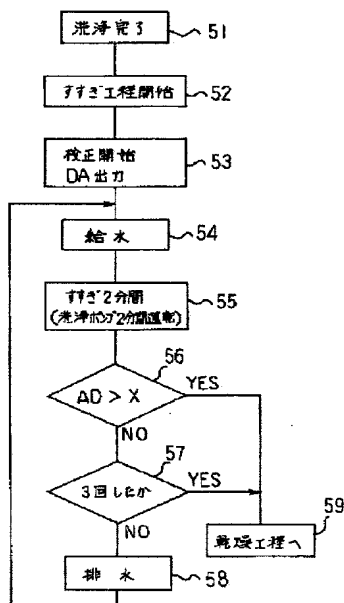 洗浄完了
51
すすぎ工程開始
52
校正開始
DA出力
53
給水
54
すすぎ2分間
(洗浄ポンプ2分間運転)
55
56
AD > X
YES
NO
57
3回したか
YES
NO
59
乾燥工程へ
排水
58